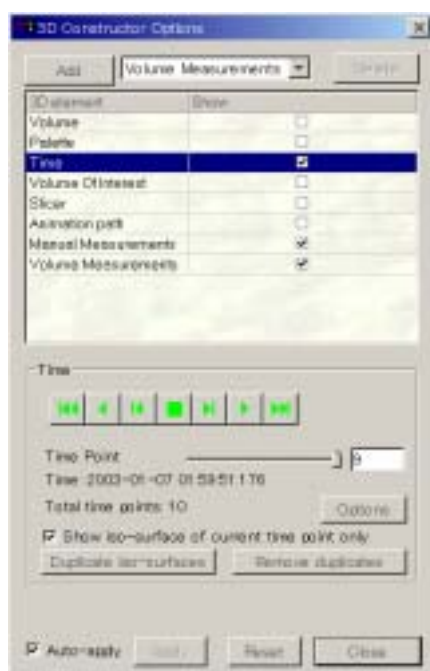 3D Constructor Options
Add Volume Measurements Delete
3D element Show
Volume
Palette
Time
Volume Of Interest
Slicer
Animation path
Manual Measurements
Volume Measurements
Time
Time Point 9
Time 2003-01-07 01:59:51.176
Total time points: 10 Options
Show iso-surface of current time point only
Duplicate iso-surfaces Remove duplicates
Auto-apply Apply Reset Close